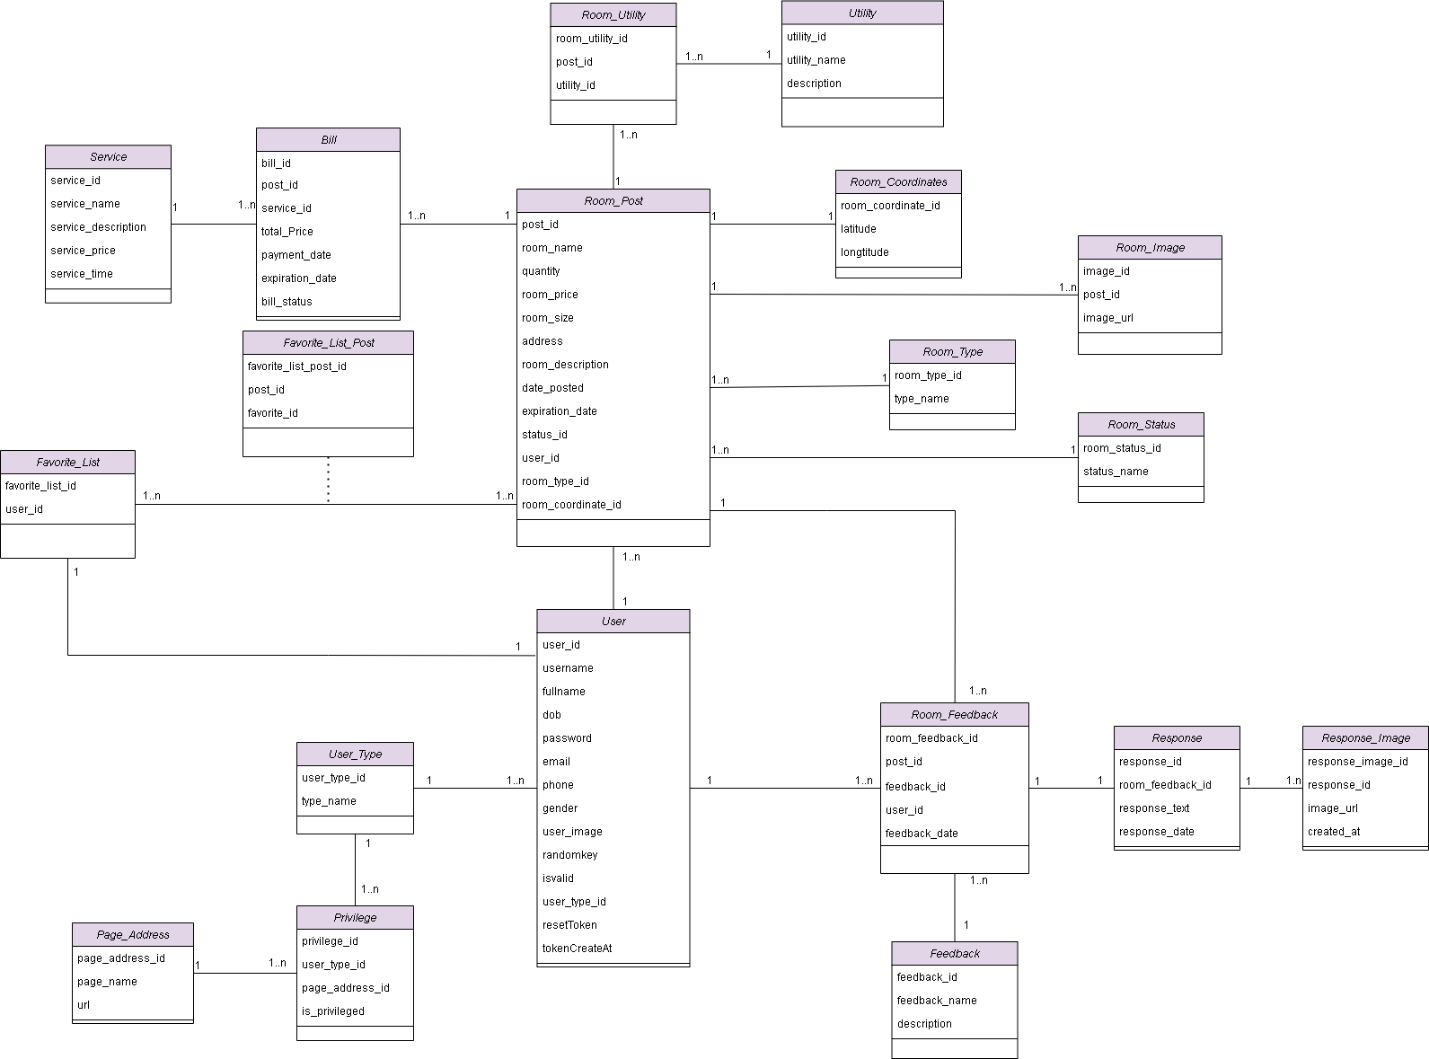 Room_Utility
room_utility_id
post_id
utility_id
1..n
1
Utility
utility_id
utility_name
description
1..n
1
Service
service_id
service_name
service_description
service_price
service_time
1
1..n
Bill
bill_id
post_id
service_id
total_Price
payment_date
expiration_date
bill_status
1..n
1
Room_Post
post_id
room_name
quantity
room_price
room_size
address
room_description
date_posted
expiration_date
status_id
user_id
room_type_id
room_coordinate_id
1
1
Room_Coordinates
room_coordinate_id
latitude
longtitude
1
1..n
Room_Image
image_id
post_id
image_url
1..n
1
Room_Type
room_type_id
type_name
1..n
1
Room_Status
room_status_id
status_name
Favorite_List_Post
favorite_list_post_id
post_id
favorite_id
Favorite_List
favorite_list_id
user_id
1..n
1..n
1
1
1..n
1
1
1..n
User
user_id
username
fullname
dob
password
email
phone
gender
user_image
randomkey
isvalid
user_type_id
resetToken
tokenCreateAt
User_Type
user_type_id
type_name
1
1..n
1
1..n
Privilege
privilege_id
user_type_id
page_address_id
is_privileged
Page_Address
page_address_id
page_name
url
1
1..n
1
1..n
Room_Feedback
room_feedback_id
post_id
feedback_id
user_id
feedback_date
1
1
Response
response_id
room_feedback_id
response_text
response_date
1
1..n
Response_Image
response_image_id
response_id
image_url
created_at
1..n
1
Feedback
feedback_id
feedback_name
description